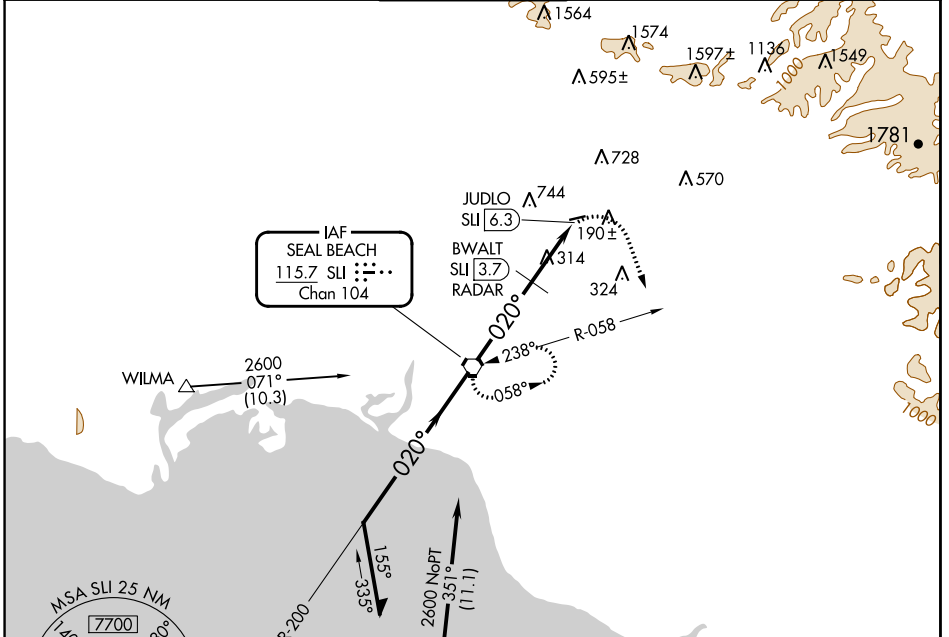 1564
1574
1597±
1136
1549
1000
595±
1781
728
570
744
JUDLO
SLI 6.3
190±
BWALT
SLI 3.7
RADAR
314
324
IAF
SEAL BEACH
115.7 SLI
Chan 104
020°
R-058
238°
058°
WILMA
2600
071°
(10.3)
1000
020°
155°
335°
2600 NoPT
351°
(11.1)
MSA SLI 25 NM
7700